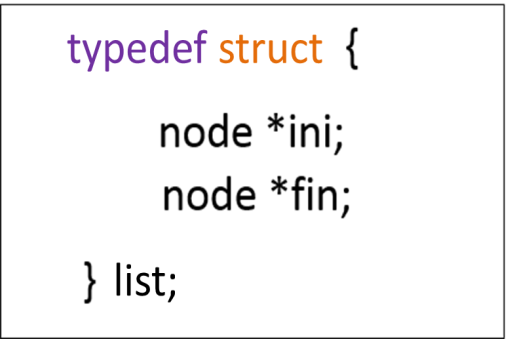 typedef struct {
node *ini;
node *fin;
} list;